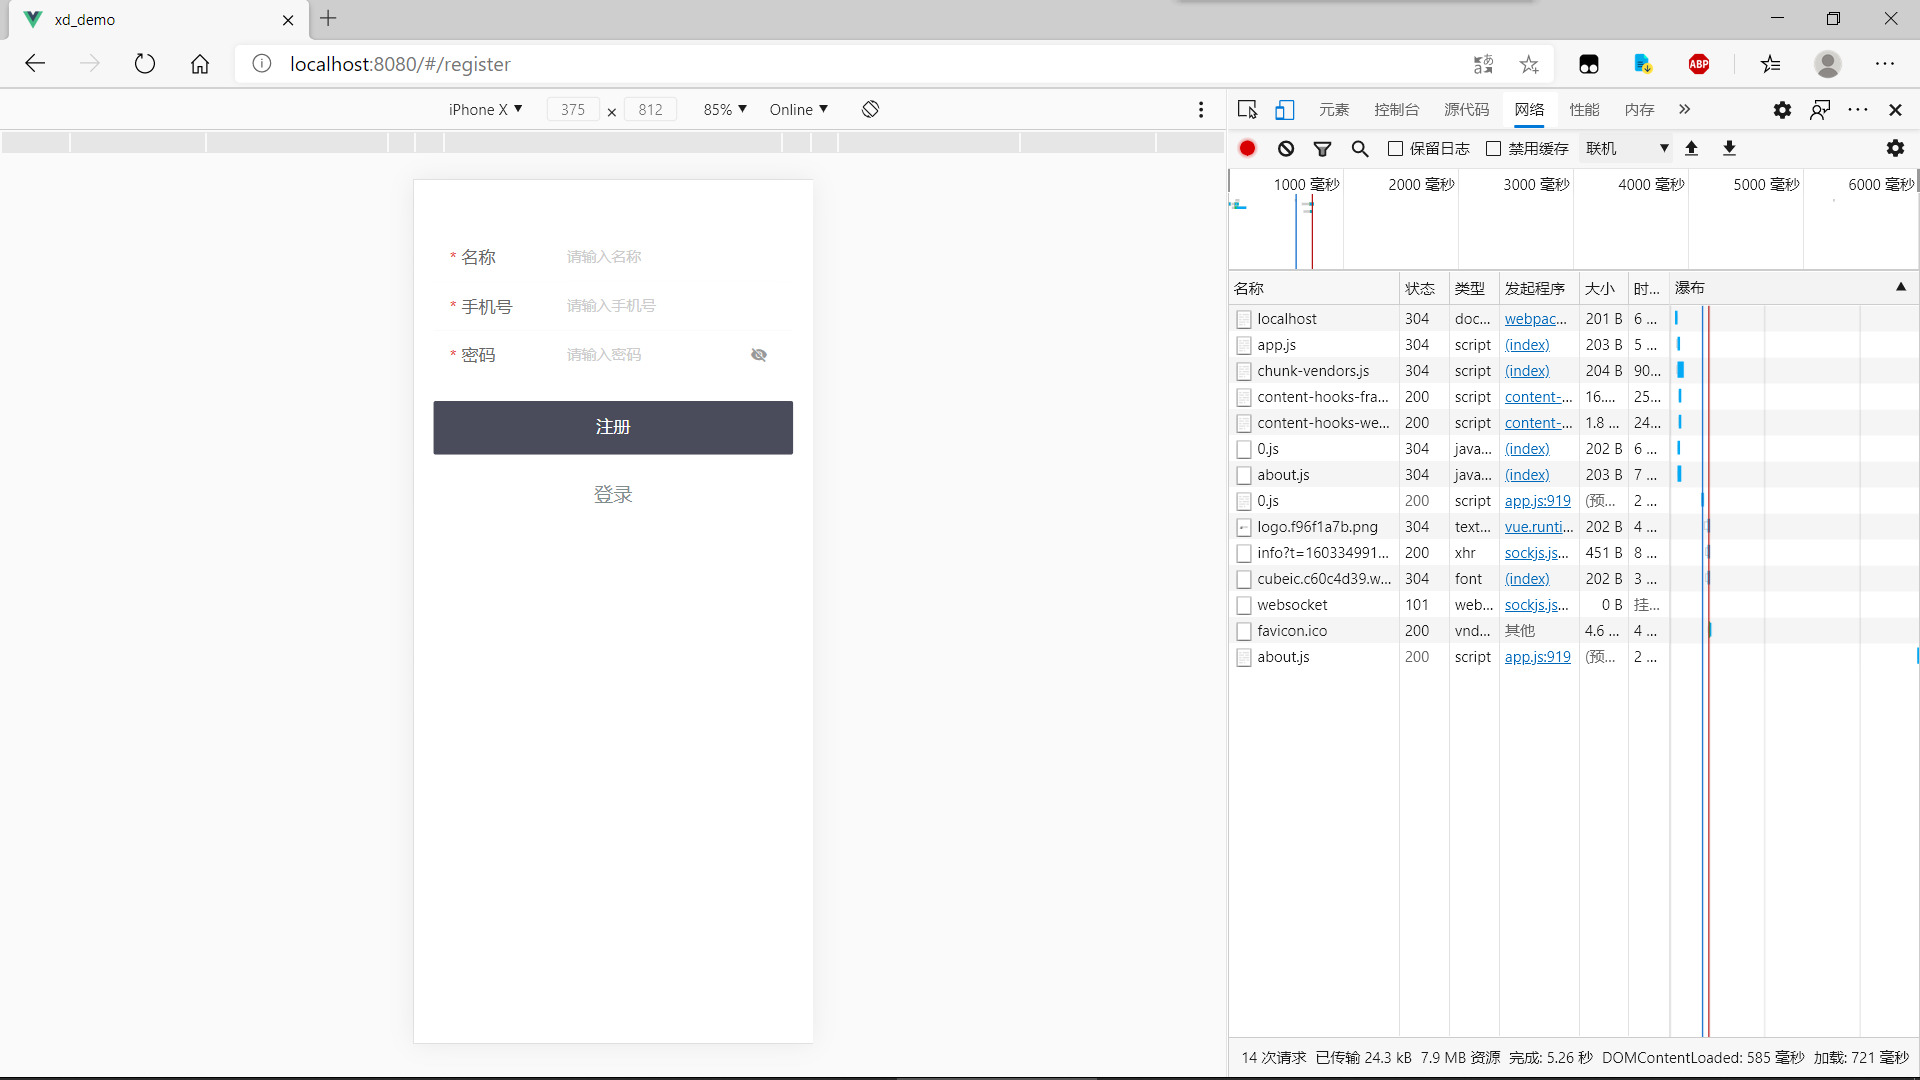 xd_demo
localhost:8080/#/register
ABP
iPhone X 375 × 812 85% Online
元素 控制台 源代码 网络 性能 内存
保留日志 禁用缓存 联机
1000 毫秒 2000 毫秒 3000 毫秒 4000 毫秒 5000 毫秒 6000 毫秒
* 名称 请输入名称
* 手机号 请输入手机号
* 密码 请输入密码
注册
登录
名称 状态 类型 发起程序 大小 时... 瀑布
localhost 304 doc... webpac... 201 B 6 ...
app.js 304 script (index) 203 B 5 ...
chunk-vendors.js 304 script (index) 204 B 90...
content-hooks-fra... 200 script content-... 16.... 25...
content-hooks-we... 200 script content-... 1.8 ... 24...
0.js 304 java... (index) 202 B 6 ...
about.js 304 java... (index) 203 B 7 ...
0.js 200 script app.js:919 (预... 2 ...
logo.f96f1a7b.png 304 text... vue.runti... 202 B 4 ...
info?t=160334991... 200 xhr sockjs.js... 451 B 8 ...
cubeic.c60c4d39.w... 304 font (index) 202 B 3 ...
websocket 101 web... sockjs.js... 0 B 挂...
favicon.ico 200 vnd... 其他 4.6 ... 4 ...
about.js 200 script app.js:919 (预... 2 ...
14 次请求 已传输 24.3 kB 7.9 MB 资源 完成: 5.26 秒 DOMContentLoaded: 585 毫秒 加载: 721 毫秒